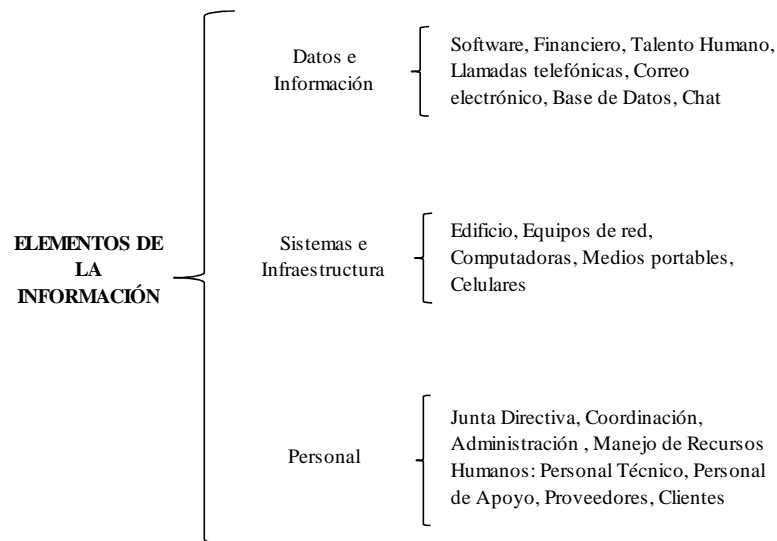 ELEMENTOS DE
LA
INFORMACIÓN
Datos e
Información
Software, Financiero, Talento Humano,
Llamadas telefónicas, Correo
electrónico, Base de Datos, Chat
Sistemas e
Infraestructura
Edificio, Equipos de red,
Computadoras, Medios portables,
Celulares
Personal
Junta Directiva, Coordinación,
Administración , Manejo de Recursos
Humanos: Personal Técnico, Personal
de Apoyo, Proveedores, Clientes